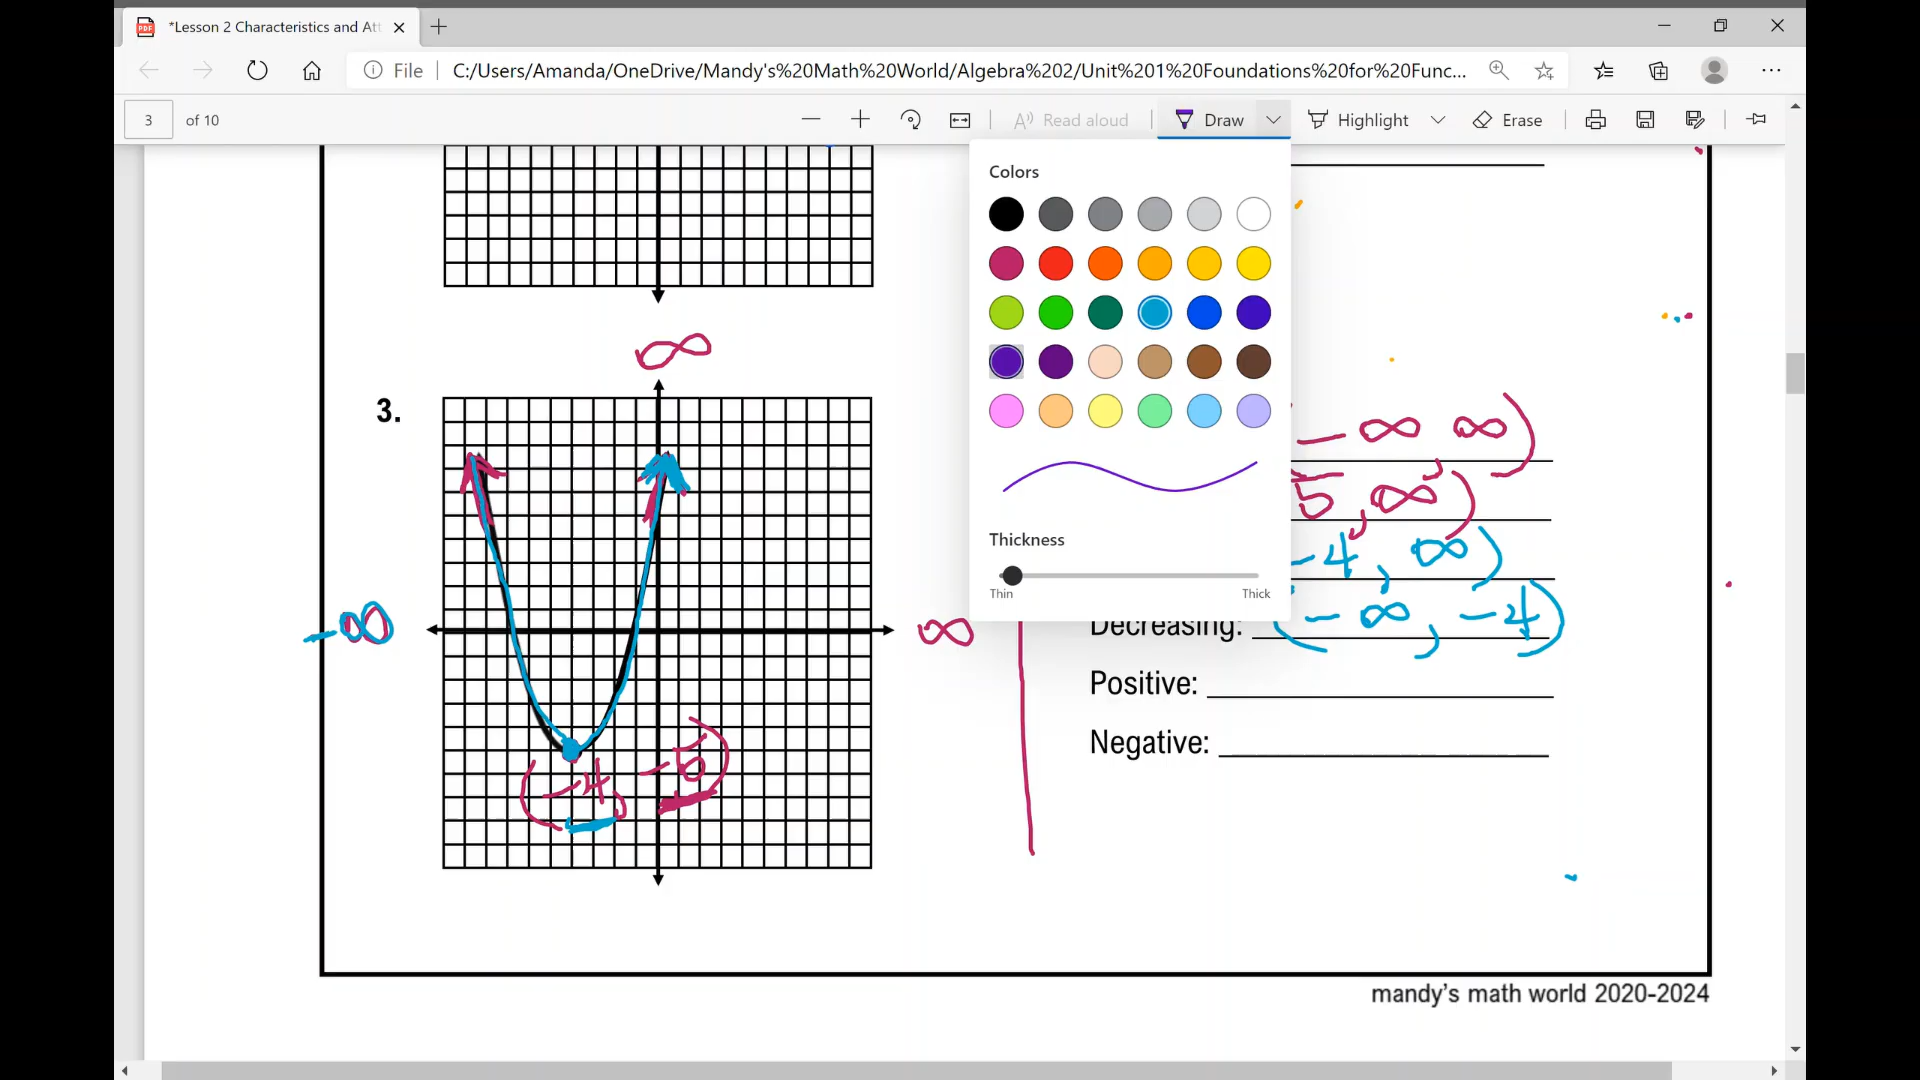 *Lesson 2 Characteristics and Att
File
C:/Users/Amanda/OneDrive/Mandy's%20Math%20World/Algebra%202/Unit%201%20Foundations%20for%20Func...
3 of 10
Read aloud
Draw
Highlight
Erase
Colors
Thickness
Thin Thick
∞
3.
-∞
∞
(-4, -5)
-∞, ∞)
5, ∞)
-4, ∞)
Decreasing: (-∞, -4)
Positive:
Negative:
mandy's math world 2020-2024